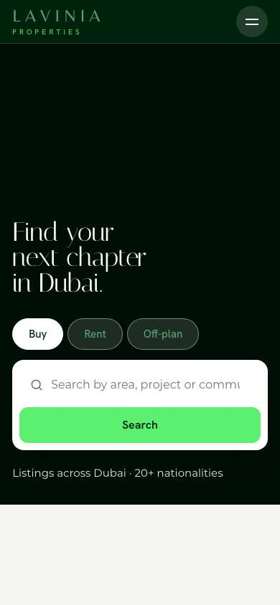 LAVINIA
PROPERTIES
Find your
next chapter
in Dubai.
Buy
Rent
Off-plan
Search by area, project or commu
Search
Listings across Dubai · 20+ nationalities